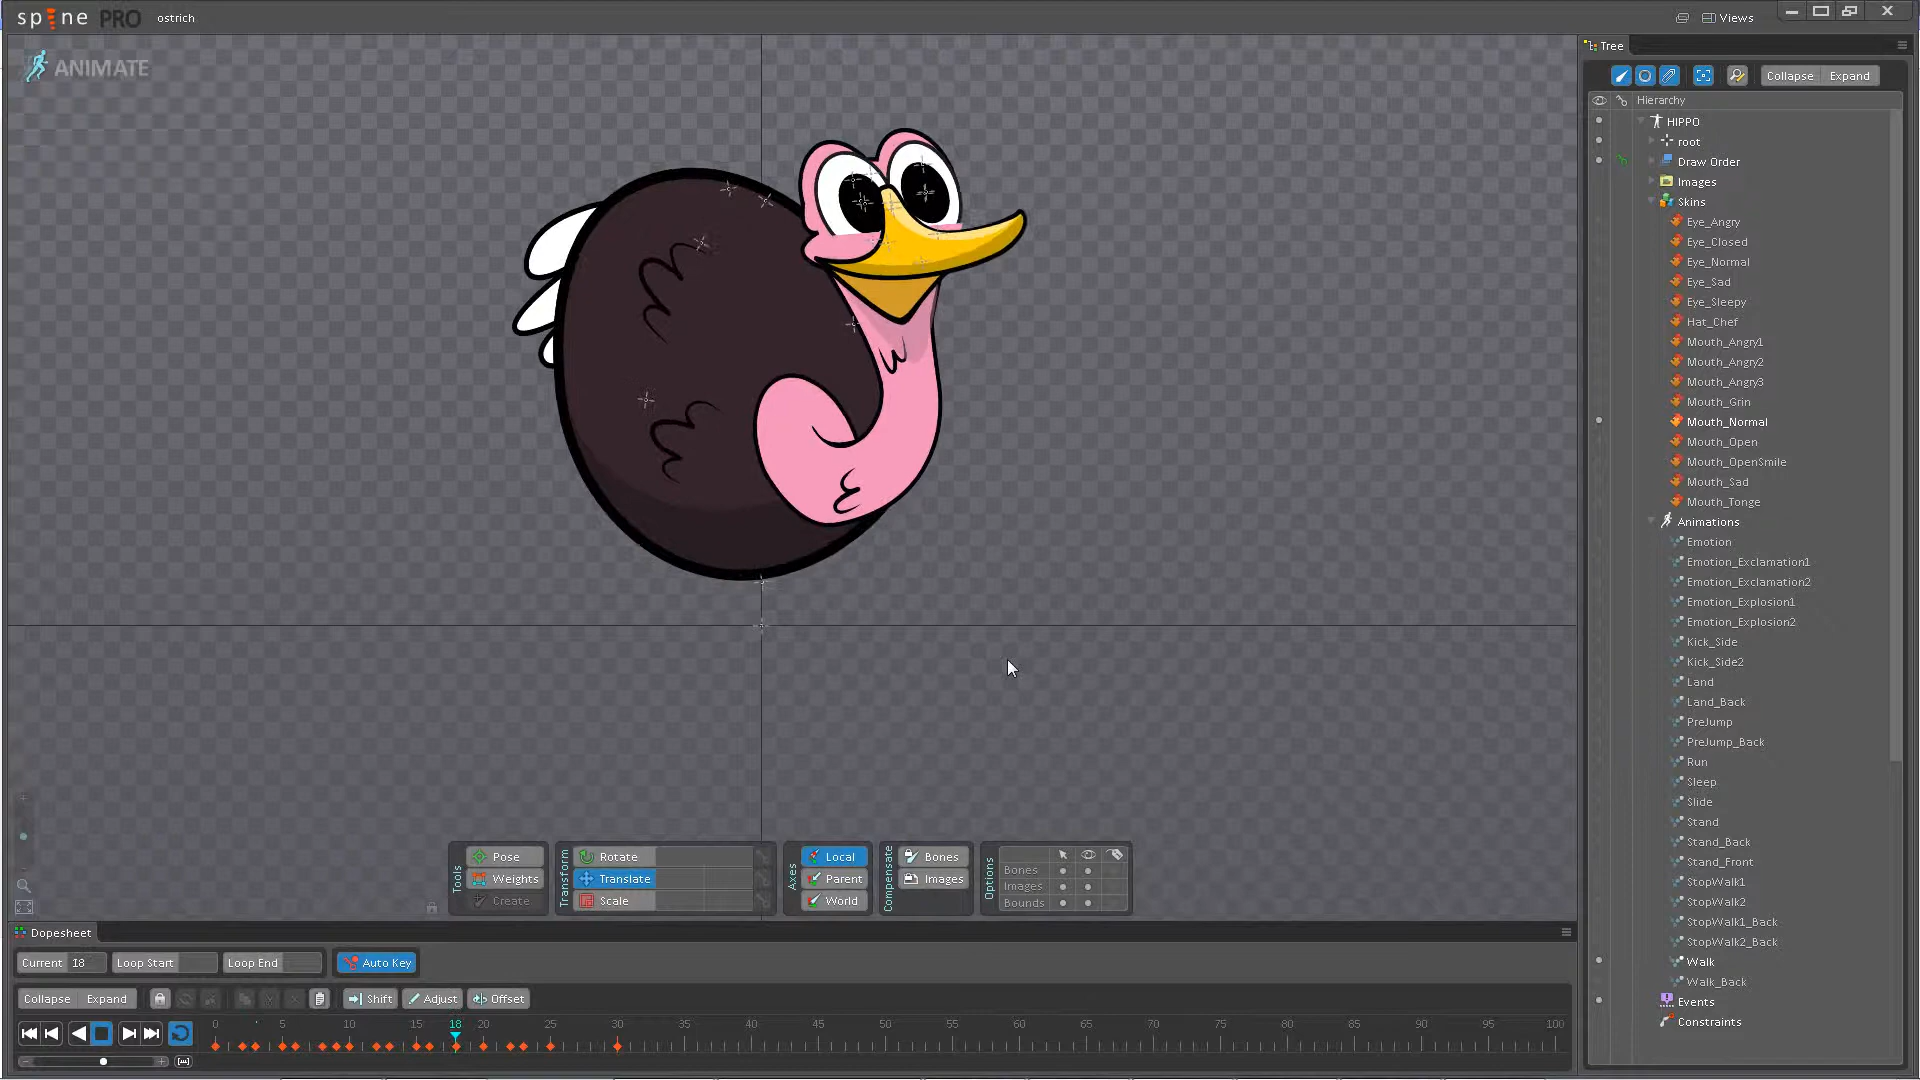 spine PRO ostrich Views
ANIMATE
Tree
Collapse Expand
Hierarchy
HIPPO
root
Draw Order
Images
Skins
Eye_Angry
Eye_Closed
Eye_Normal
Eye_Sad
Eye_Sleepy
Hat_Chef
Mouth_Angry1
Mouth_Angry2
Mouth_Angry3
Mouth_Grin
Mouth_Normal
Mouth_Open
Mouth_OpenSmile
Mouth_Sad
Mouth_Tonge
Animations
Emotion
Emotion_Exclamation1
Emotion_Exclamation2
Emotion_Explosion1
Emotion_Explosion2
Kick_Side
Kick_Side2
Land
Land_Back
PreJump
PreJump_Back
Run
Sleep
Slide
Stand
Stand_Back
Stand_Front
StopWalk1
StopWalk2
StopWalk1_Back
StopWalk2_Back
Walk
Walk_Back
Events
Constraints
Tools
Pose
Weights
Create
Transform
Rotate
Translate
Scale
Axes
Local
Parent
World
Compensate
Bones
Images
Options
Bones
Images
Bounds
Dopesheet
Current 18 Loop Start Loop End Auto Key
Collapse Expand Shift Adjust Offset
0 5 10 15 18 20 25 30 35 40 45 50 55 60 65 70 75 80 85 90 95 100